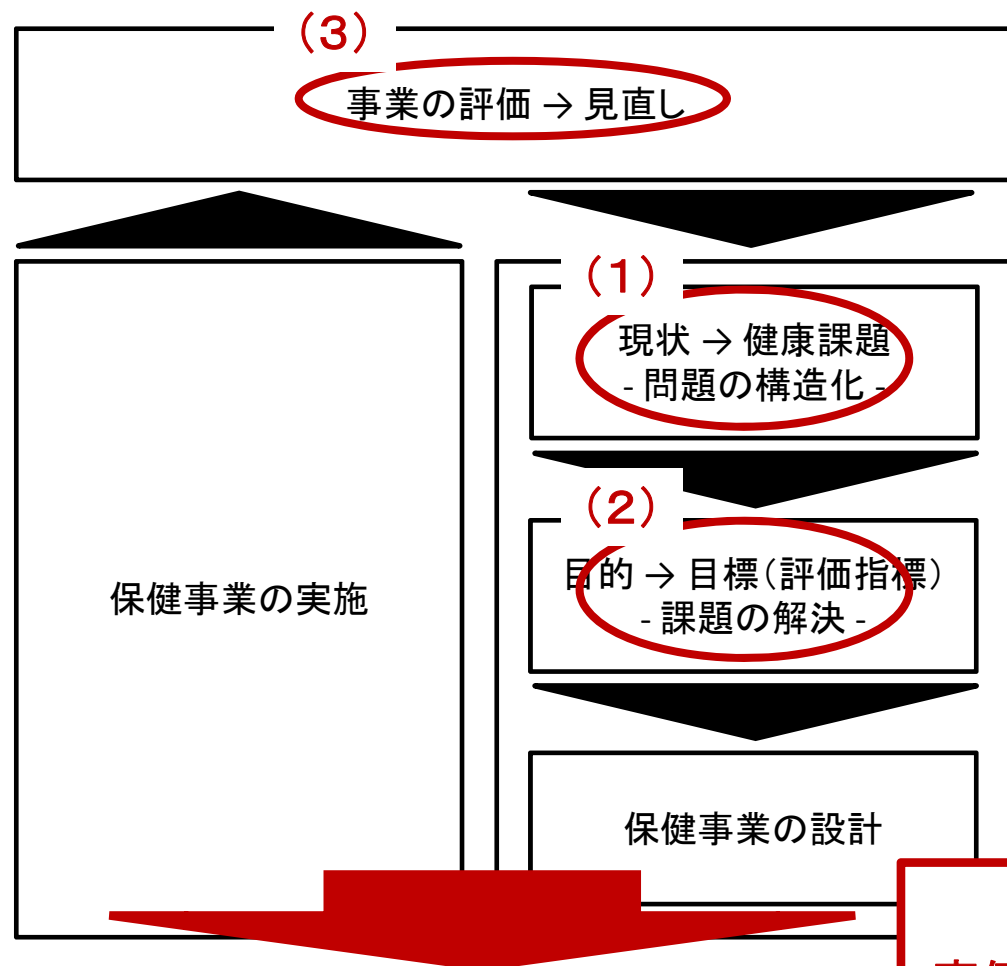 (3)
事業の評価 → 見直し
(1)
現状 → 健康課題
- 問題の構造化 -
(2)
目的 → 目標(評価指標)
- 課題の解決 -
保健事業の実施
保健事業の設計